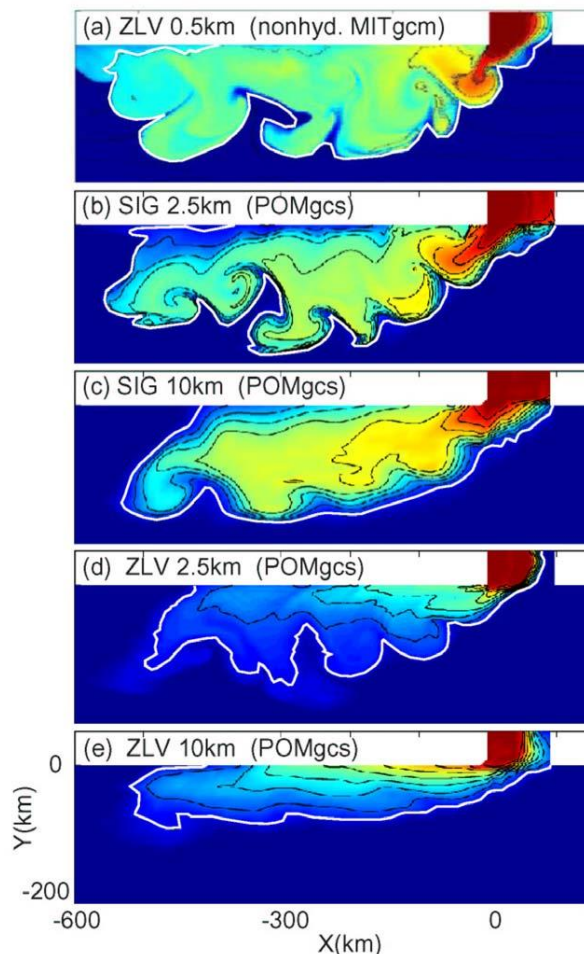 (a) ZLV 0.5km (nonhyd. MITgcm)
(b) SIG 2.5km (POMgcs)
(c) SIG 10km (POMgcs)
(d) ZLV 2.5km (POMgcs)
(e) ZLV 10km (POMgcs)
0
Y(km)
-200
-600 -300 0
X(km)